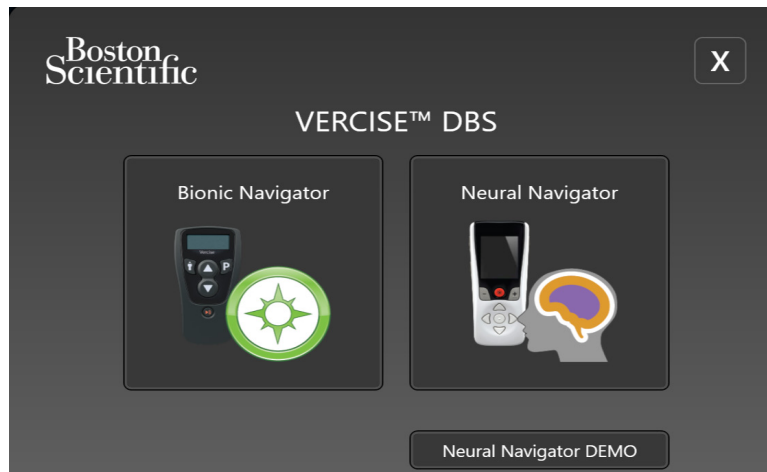 Boston
Scientific
X
VERCISE™ DBS
Bionic Navigator
Neural Navigator
P
Neural Navigator DEMO